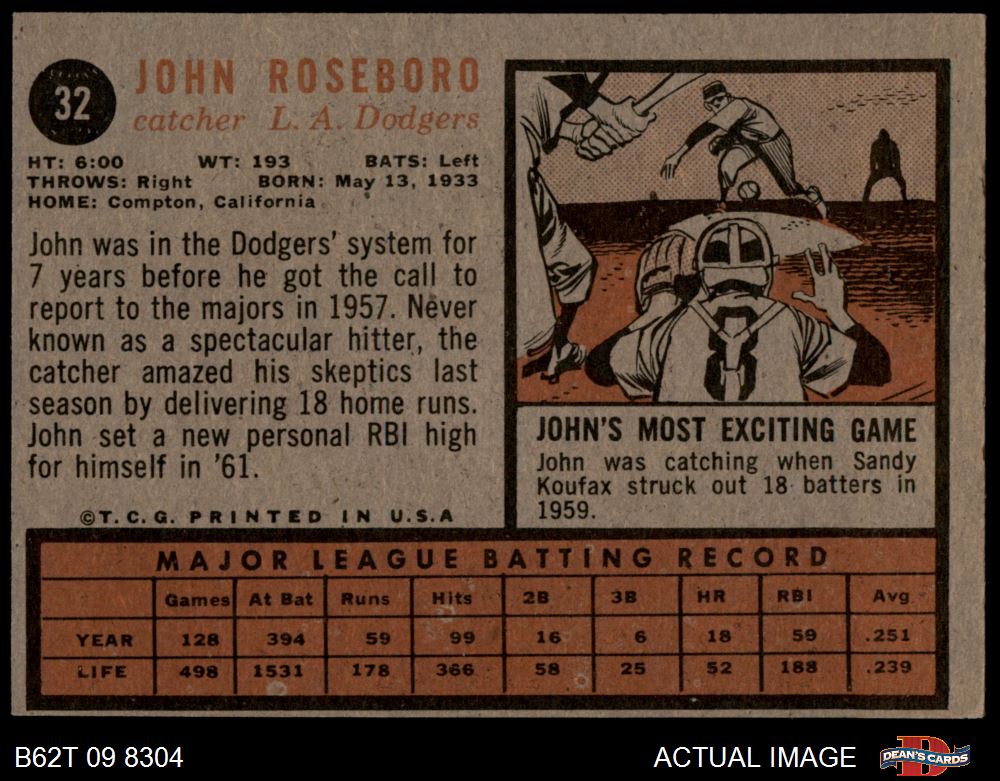 32
JOHN ROSEBORO
catcher L. A. Dodgers
HT: 6:00 WT: 193 BATS: Left
THROWS: Right BORN: May 13, 1933
HOME: Compton, California
John was in the Dodgers' system for
7 years before he got the call to
report to the majors in 1957. Never
known as a spectacular hitter, the
catcher amazed his skeptics last
season by delivering 18 home runs.
John set a new personal RBI high
for himself in '61.
©T.C.G. PRINTED IN U.S.A
8
JOHN'S MOST EXCITING GAME
John was catching when Sandy
Koufax struck out 18 batters in
1959.
MAJOR LEAGUE BATTING RECORD
Games At Bat Runs Hits 2B 3B HR RBI Avg.
YEAR 128 394 59 99 16 6 18 59 .251
LIFE 498 1531 178 366 58 25 52 188 .239
B62T 09 8304
ACTUAL IMAGE
DEAN'S CARDS